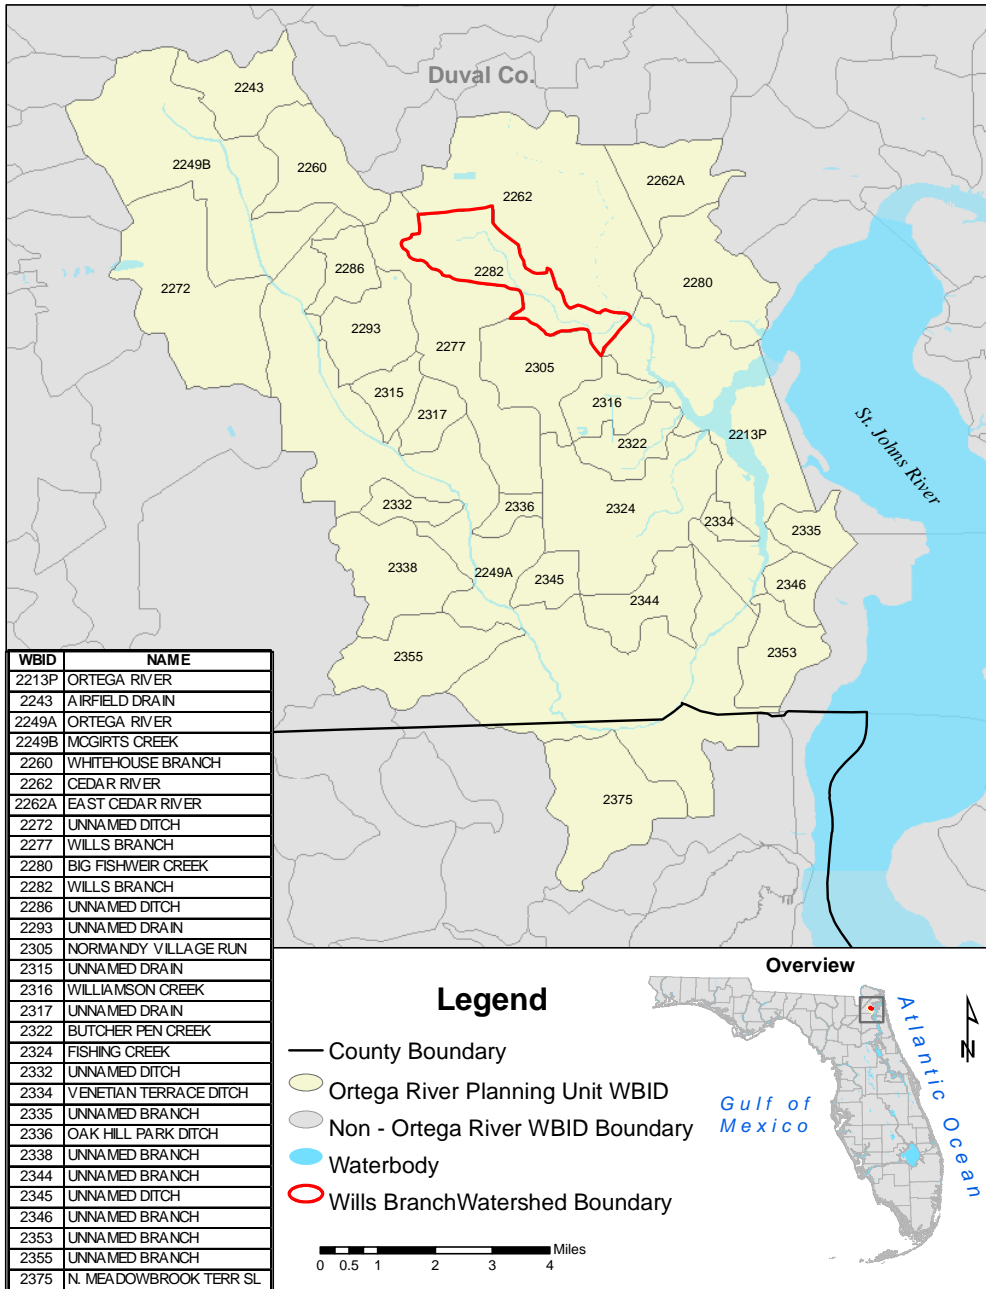 Duval Co.
2243
2249B
2260
2262
2262A
2272
2286
2282
2280
2293
2277
2305
2315
2317
2316
2322
2213P
St. Johns River
2332
2336
2324
2334
2335
2338
2249A
2345
2344
2346
2355
2353
2375
WBID NAME
2213P ORTEGA RIVER
2243 AIRFIELD DRAIN
2249A ORTEGA RIVER
2249B MCGIRTS CREEK
2260 WHITEHOUSE BRANCH
2262 CEDAR RIVER
2262A EAST CEDAR RIVER
2272 UNNAMED DITCH
2277 WILLS BRANCH
2280 BIG FISHWEIR CREEK
2282 WILLS BRANCH
2286 UNNAMED DITCH
2293 UNNAMED DRAIN
2305 NORMANDY VILLAGE RUN
2315 UNNAMED DRAIN
2316 WILLIAMSON CREEK
2317 UNNAMED DRAIN
2322 BUTCHER PEN CREEK
2324 FISHING CREEK
2332 UNNAMED DITCH
2334 VENETIAN TERRACE DITCH
2335 UNNAMED BRANCH
2336 OAK HILL PARK DITCH
2338 UNNAMED BRANCH
2344 UNNAMED BRANCH
2345 UNNAMED DITCH
2346 UNNAMED BRANCH
2353 UNNAMED BRANCH
2355 UNNAMED BRANCH
2375 N. MEADOWBROOK TERR SL
Legend
County Boundary
Ortega River Planning Unit WBID
Non - Ortega River WBID Boundary
Waterbody
Wills BranchWatershed Boundary
Miles
0 0.5 1 2 3 4
Overview
Gulf of
Mexico
Atlantic Ocean
N